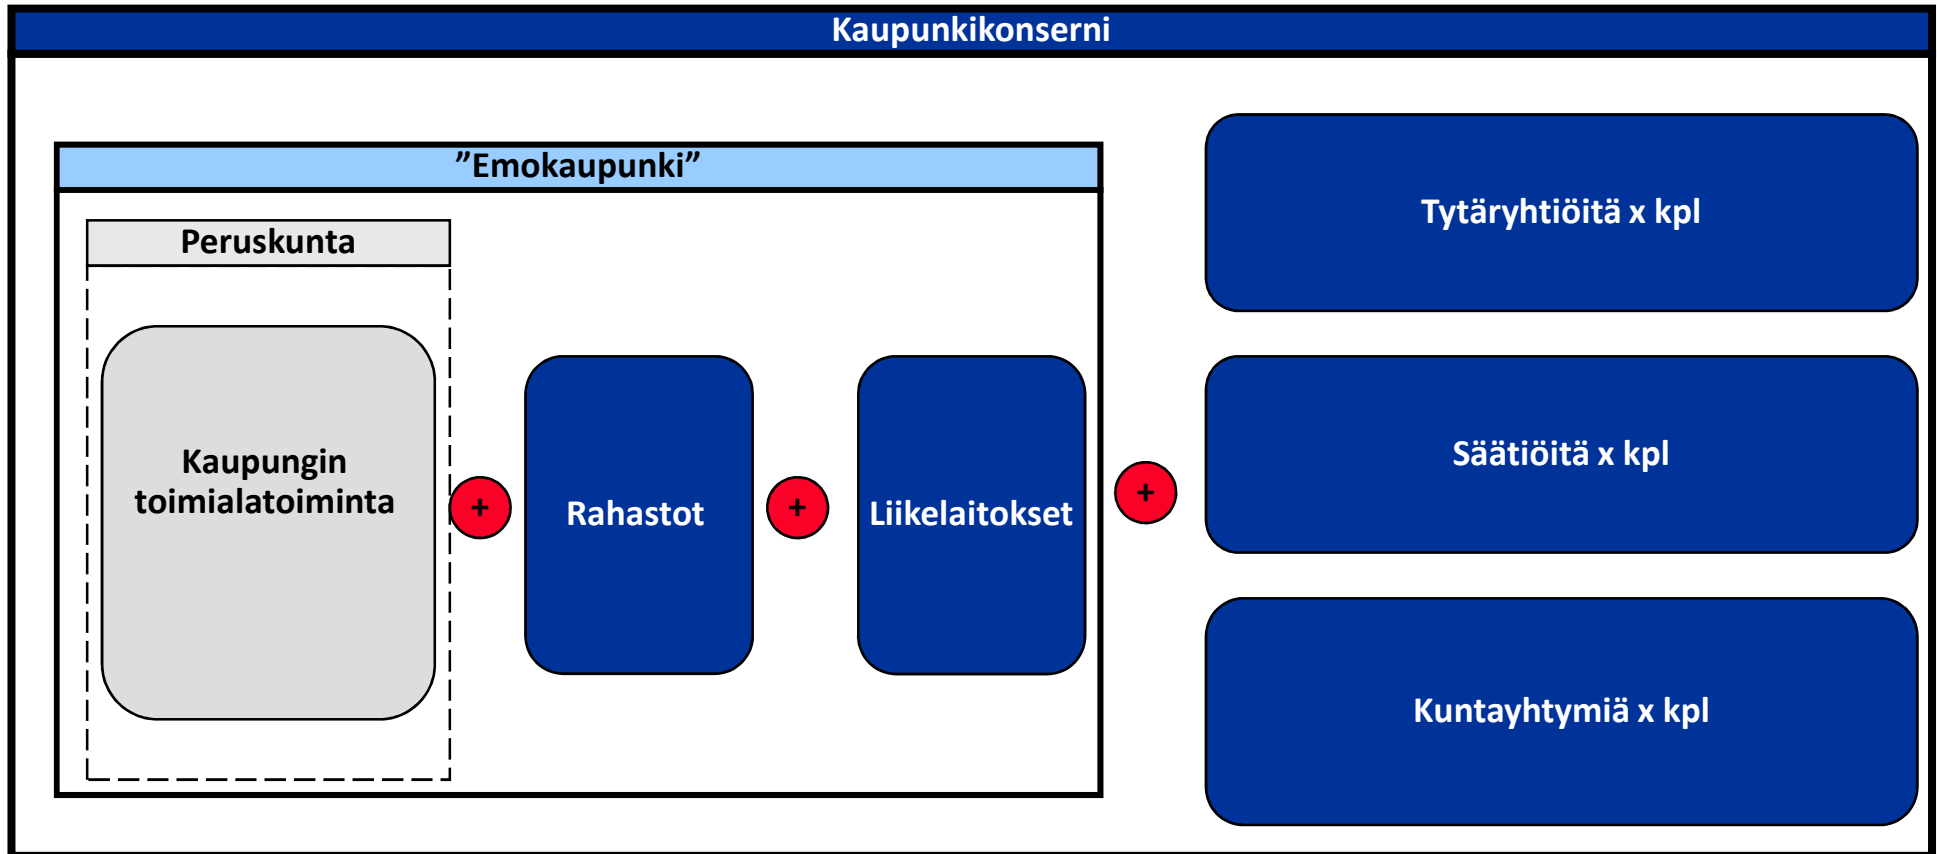 Kaupunkikonserni
”Emokaupunki”
Peruskunta
Kaupungin
toimialatoiminta
+
Rahastot
+
Liikelaitokset
+
Tytäryhtiöitä x kpl
Säätiöitä x kpl
Kuntayhtymiä x kpl